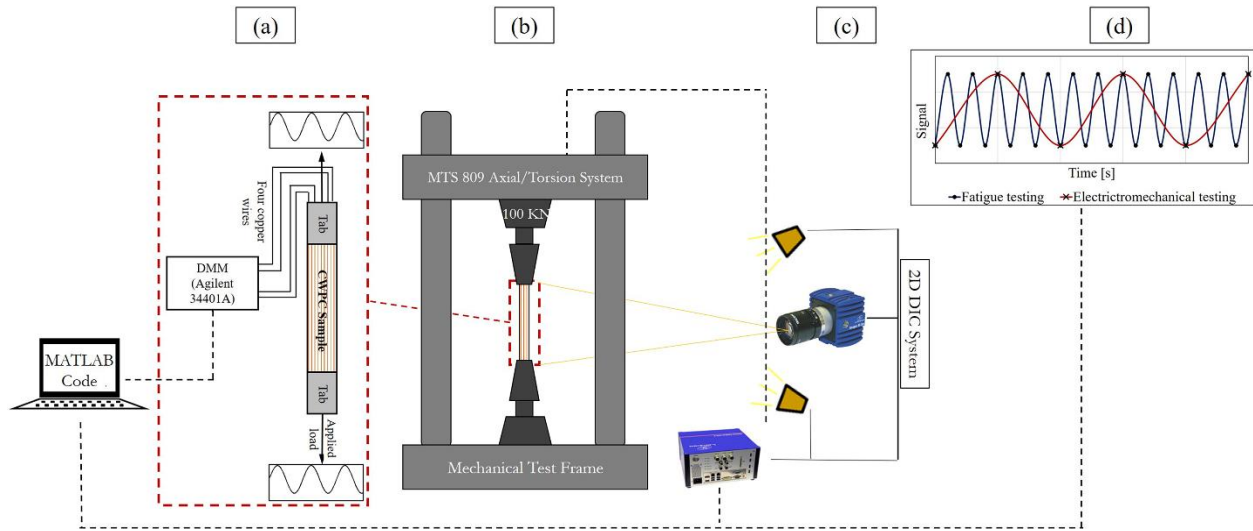 (a)
(b)
(c)
(d)
Four copper
wires
Tab
CWPC Sample
Tab
Applied
load
DMM
(Agilent
34401A)
MATLAB
Code
MTS 809 Axial/Torsion System
100 KN
Mechanical Test Frame
2D DIC System
Signal
Time [s]
Fatigue testing
Electrictromechanical testing